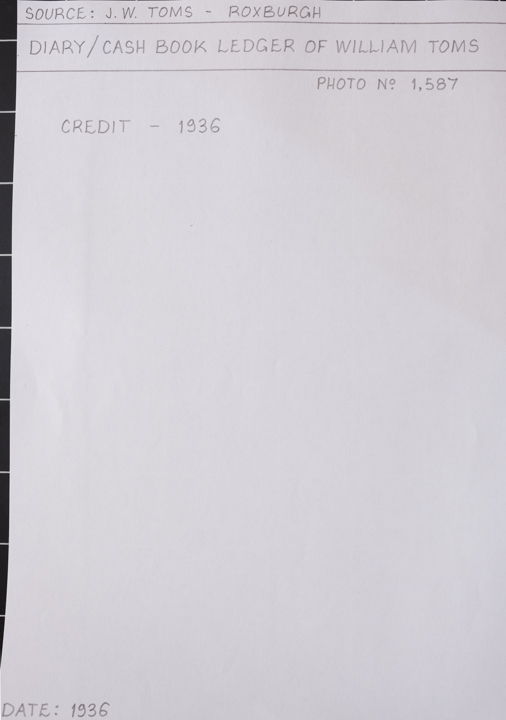 SOURCE: J. W. TOMS - ROXBURGH
DIARY/CASH BOOK LEDGER OF WILLIAM TOMS
PHOTO Nº 1,587
CREDIT - 1936
DATE: 1936